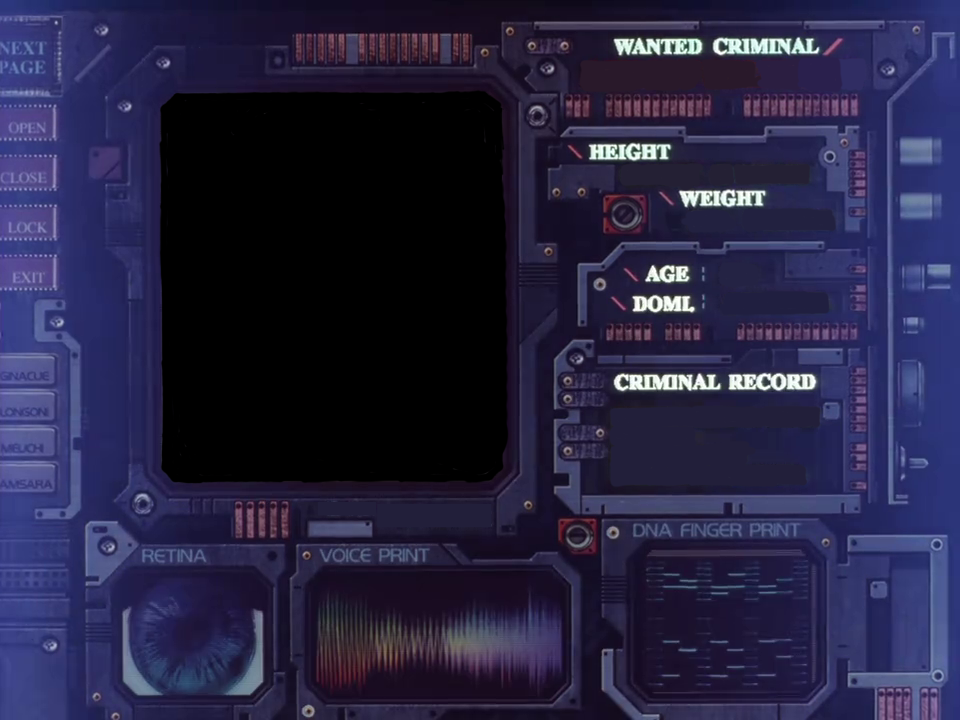 NEXT
PAGE
OPEN
CLOSE
LOCK
EXIT
WANTED CRIMINAL
HEIGHT
WEIGHT
AGE
DOMI.
CRIMINAL RECORD
RETINA
VOICE PRINT
DNA FINGER PRINT